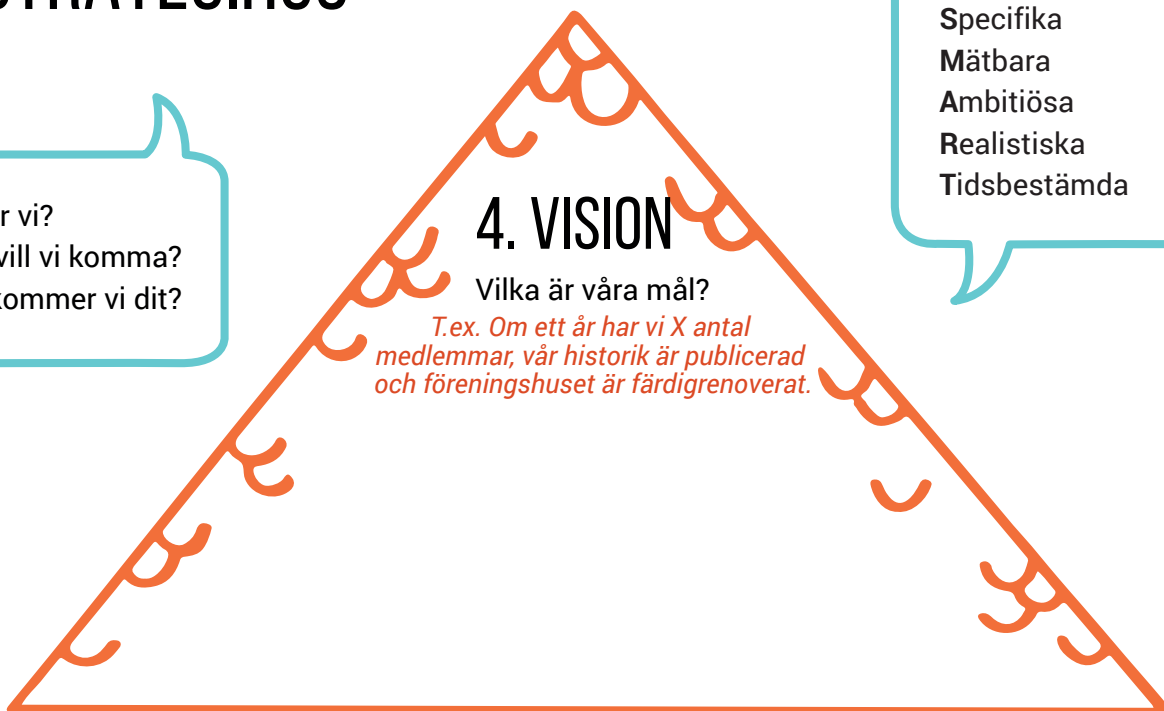 Specifika
Mätbara
Ambitiösa
Realistiska
Tidsbestämda
vi?
vill vi komma?
kommer vi dit?
4. VISION
Vilka är våra mål?
T.ex. Om ett år har vi X antal
medlemmar, vår historik är publicerad
och föreningshuset är färdigrenoverat.